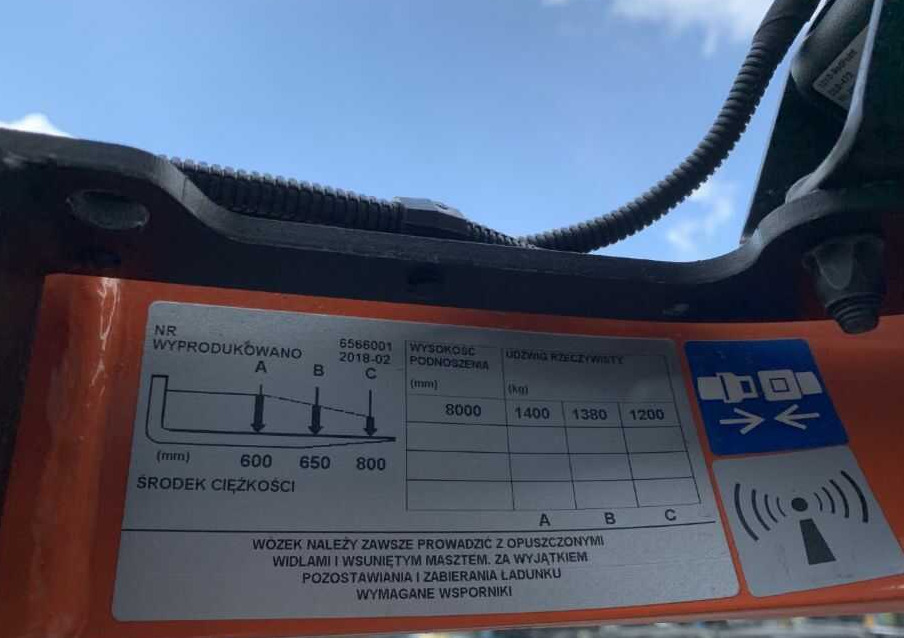 NR 6566001
WYPRODUKOWANO 2018-02
A B C
(mm) 600 650 800
ŚRODEK CIĘŻKOŚCI
WYSOKOŚĆ
PODNOSZENIA
(mm)
UDŹWIG RZECZYWISTY
(kg)
8000 1400 1380 1200
A B C
WÓZEK NALEŻY ZAWSZE PROWADZIĆ Z OPUSZCZONYMI
WIDŁAMI I WSUNIĘTYM MASZTEM. ZA WYJĄTKIEM
POZOSTAWIANIA I ZABIERANIA ŁADUNKU
WYMAGANE WSPORNIKI